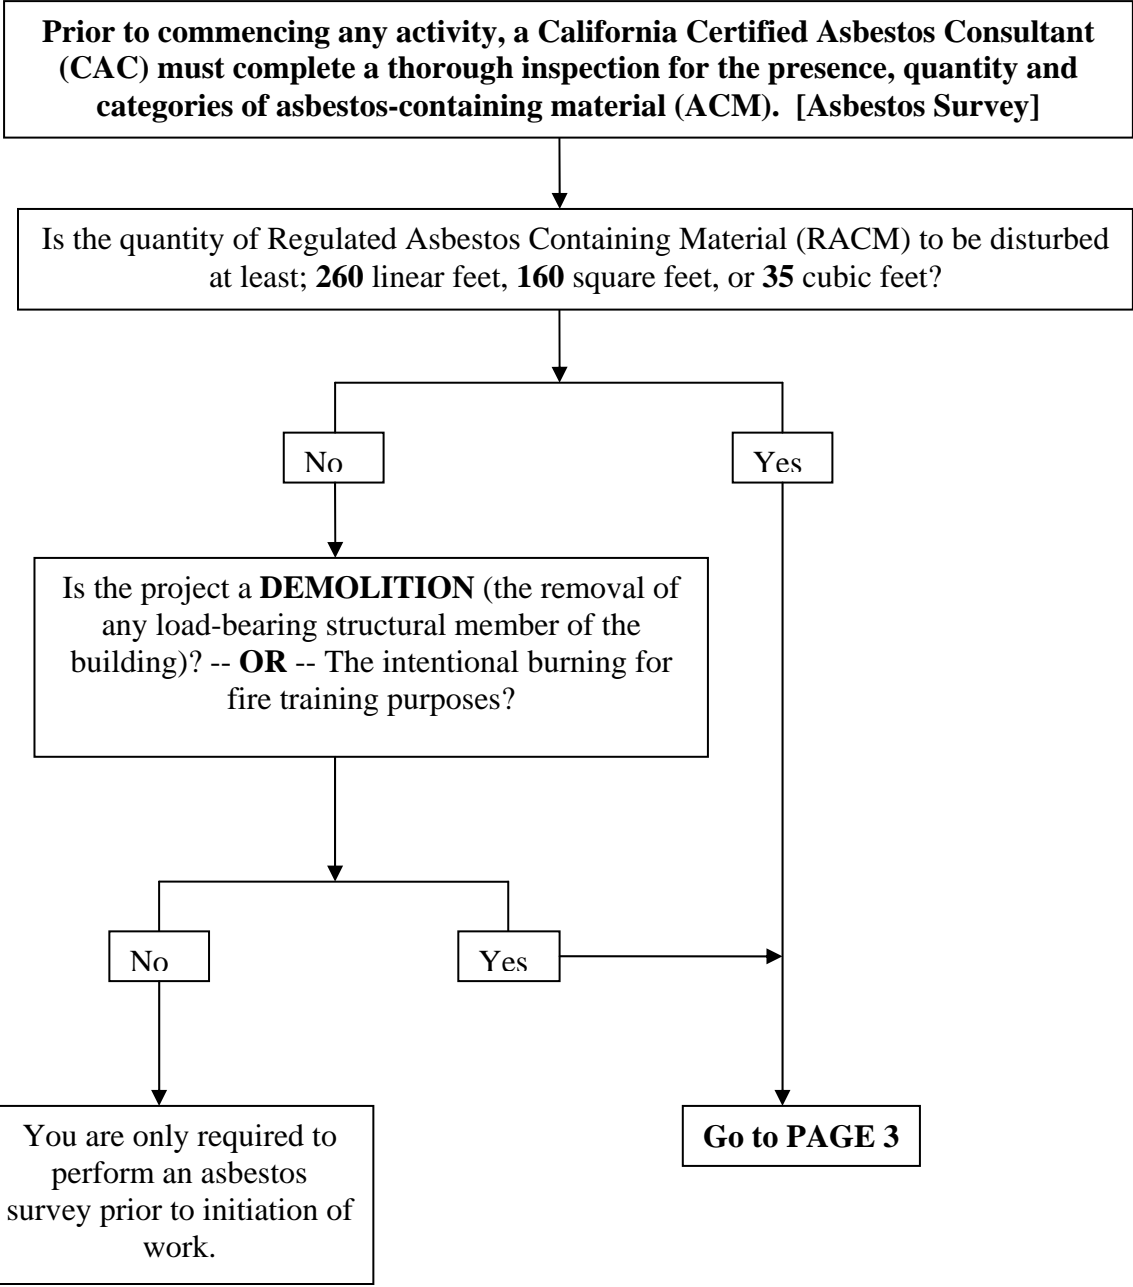 Prior to commencing any activity, a California Certified Asbestos Consultant
(CAC) must complete a thorough inspection for the presence, quantity and
categories of asbestos-containing material (ACM). [Asbestos Survey]
Is the quantity of Regulated Asbestos Containing Material (RACM) to be disturbed
at least; 260 linear feet, 160 square feet, or 35 cubic feet?
No
Yes
Is the project a DEMOLITION (the removal of
any load-bearing structural member of the
building)? -- OR -- The intentional burning for
fire training purposes?
No
Yes
You are only required to
perform an asbestos
survey prior to initiation of
work.
Go to PAGE 3